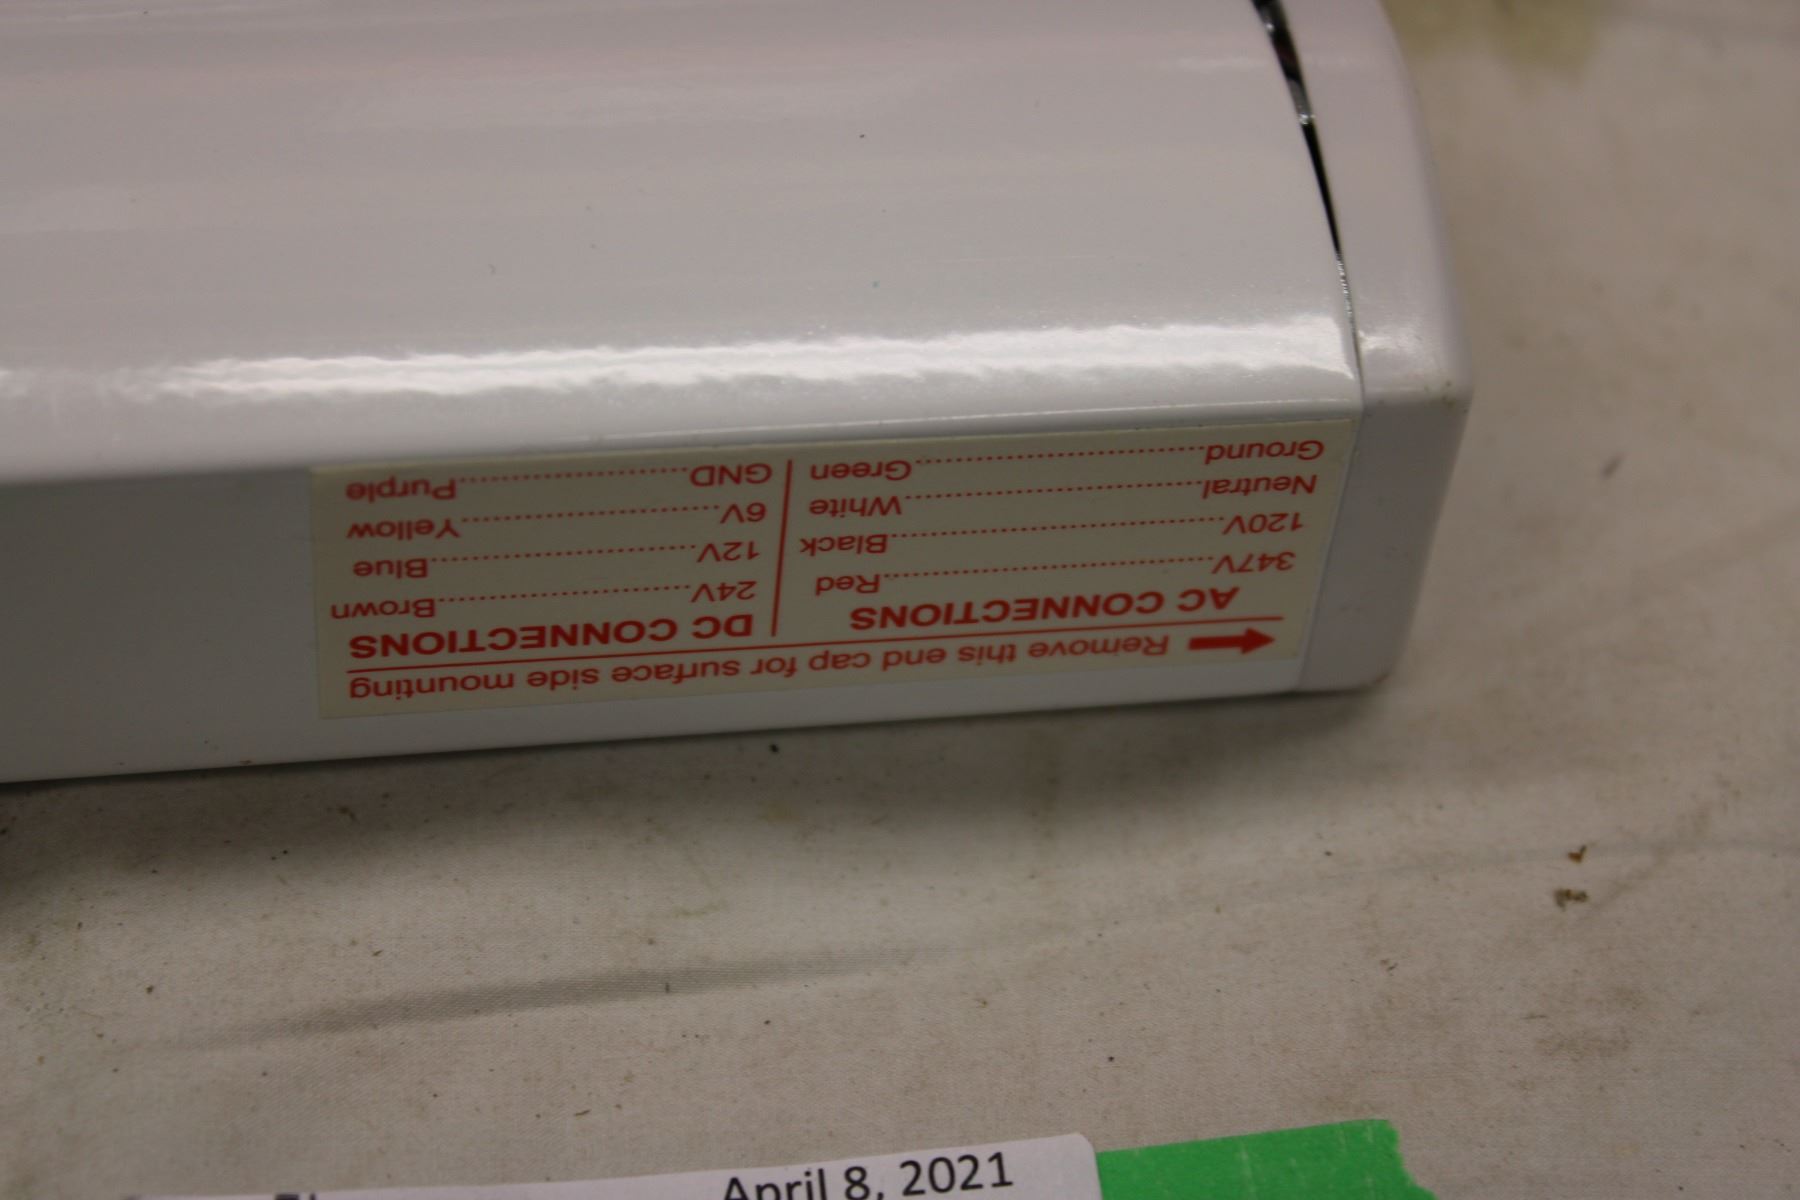 Remove this end cap for surface side mounting
AC CONNECTIONS
347V..............................Red
120V..............................Black
Neutral..............................White
Ground..............................Green
DC CONNECTIONS
24V..............................Brown
12V..............................Blue
6V..............................Yellow
GND..............................Purple
April 8, 2021